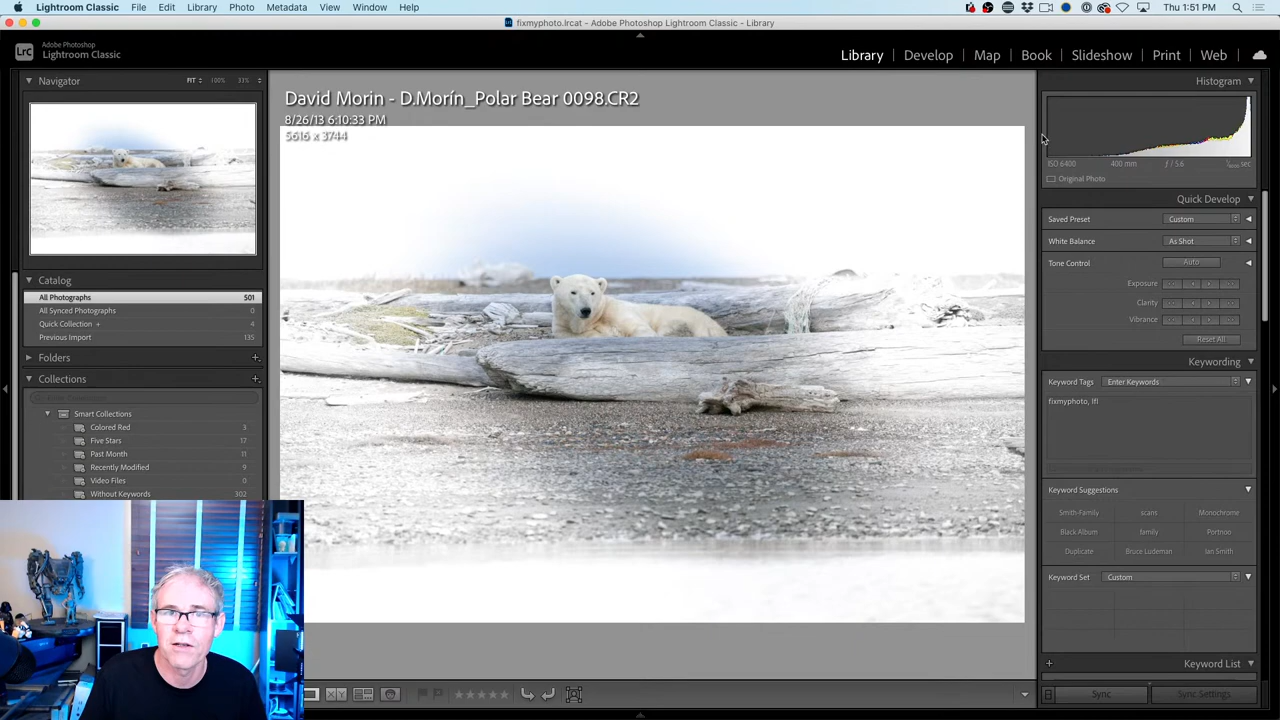 Lightroom Classic File Edit Library Photo Metadata View Window Help Thu 1:51 PM
fixmyphoto.lrcat - Adobe Photoshop Lightroom Classic - Library
Lrc
Adobe Photoshop
Lightroom Classic
Library Develop Map Book Slideshow Print Web
Navigator FIT 100% 33%
Catalog
All Photographs 501
All Synced Photographs 0
Quick Collection + 4
Previous Import 135
Folders
Collections
Smart Collections
Colored Red 3
Five Stars 17
Past Month 11
Recently Modified 9
Video Files 0
Without Keywords 302
David Morin - D.Morín_Polar Bear 0098.CR2
8/26/13 6:10:33 PM
5616 x 3744
Histogram
ISO 6400 400 mm ƒ / 5.6
Original Photo
Quick Develop
Saved Preset Custom
White Balance As Shot
Tone Control Auto
Exposure
Clarity
Vibrance
Reset All
Keywording
Keyword Tags Enter Keywords
fixmyphoto, lfl
Keyword Suggestions
Smith-Family scans Monochrome
Black Album family Portnoo
Duplicate Bruce Ludeman Ian Smith
Keyword Set Custom
Keyword List
XY
Sync Sync Settings